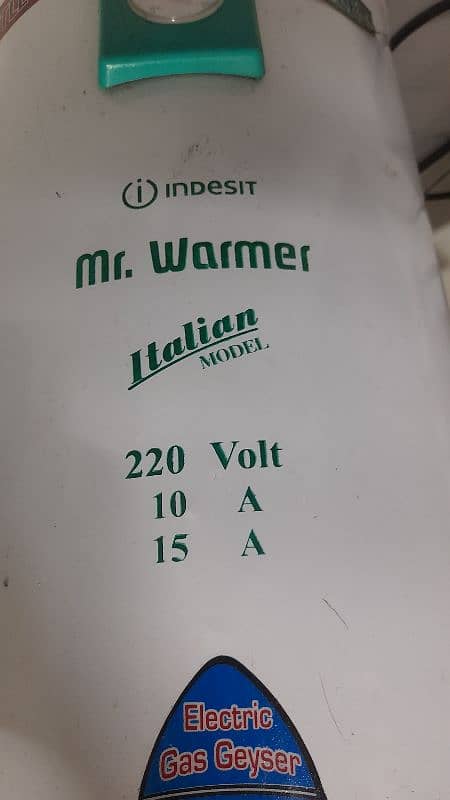 INDESIT
Mr. Warmer
Italian
MODEL
220 Volt
10 A
15 A
Electric
Gas Geyser